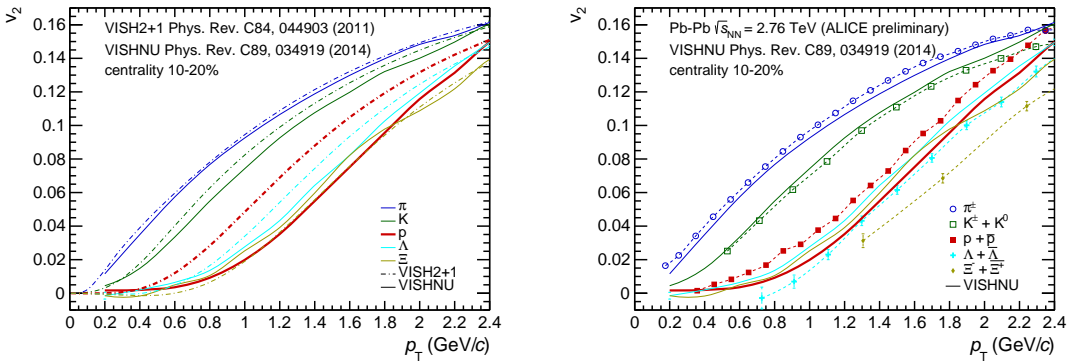 v2
0.16
0.14
0.12
0.1
0.08
0.06
0.04
0.02
0
VISH2+1 Phys. Rev. C84, 044903 (2011)
VISHNU Phys. Rev. C89, 034919 (2014)
centrality 10-20%
π
K
p
Λ
Ξ
VISH2+1
VISHNU
0 0.2 0.4 0.6 0.8 1 1.2 1.4 1.6 1.8 2 2.2 2.4
pT (GeV/c)
v2
0.16
0.14
0.12
0.1
0.08
0.06
0.04
0.02
0
Pb-Pb √sNN = 2.76 TeV (ALICE preliminary)
VISHNU Phys. Rev. C89, 034919 (2014)
centrality 10-20%
π±
K± + K0
p + p̅
Λ + Λ̅
Ξ- + Ξ̅+
VISHNU
0 0.2 0.4 0.6 0.8 1 1.2 1.4 1.6 1.8 2 2.2 2.4
pT (GeV/c)